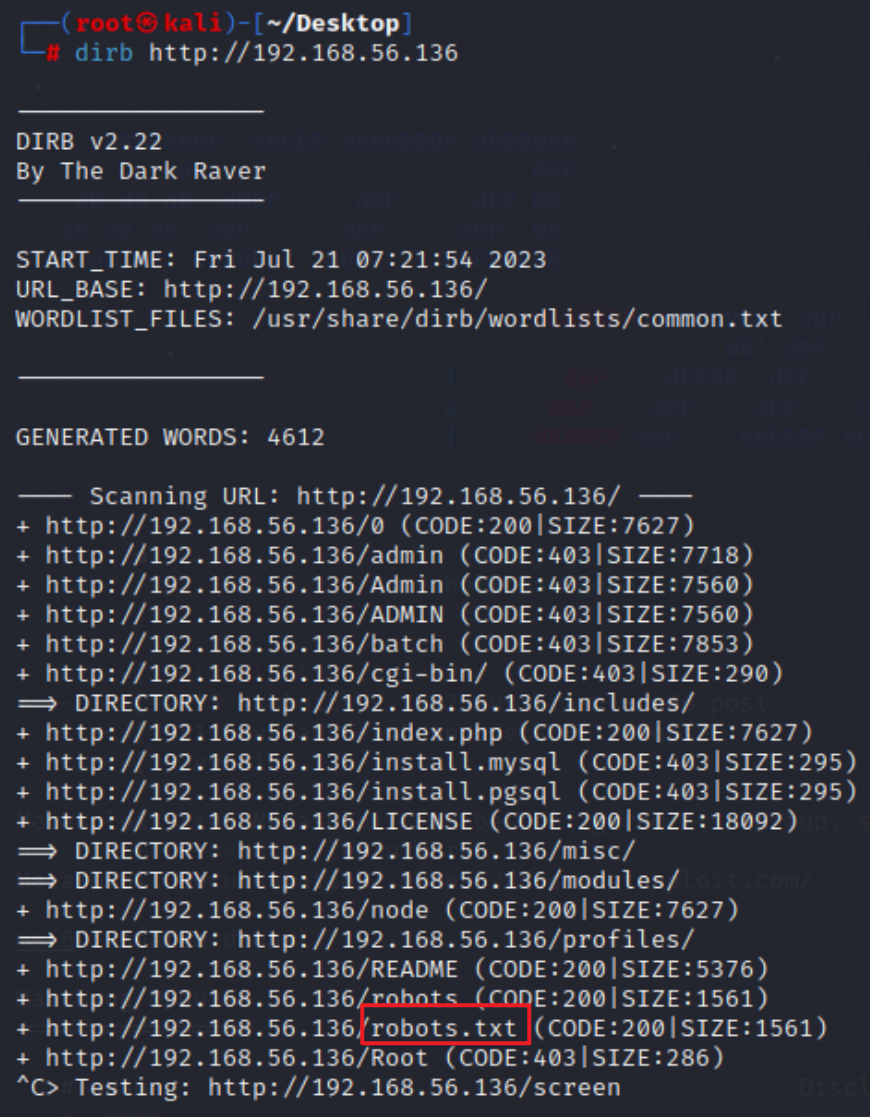 ┌──(root㉿kali)-[~/Desktop]
└─# dirb http://192.168.56.136
-----------------
DIRB v2.22
By The Dark Raver
-----------------
START_TIME: Fri Jul 21 07:21:54 2023
URL_BASE: http://192.168.56.136/
WORDLIST_FILES: /usr/share/dirb/wordlists/common.txt
-----------------
GENERATED WORDS: 4612
---- Scanning URL: http://192.168.56.136/ ----
+ http://192.168.56.136/0 (CODE:200|SIZE:7627)
+ http://192.168.56.136/admin (CODE:403|SIZE:7718)
+ http://192.168.56.136/Admin (CODE:403|SIZE:7560)
+ http://192.168.56.136/ADMIN (CODE:403|SIZE:7560)
+ http://192.168.56.136/batch (CODE:403|SIZE:7853)
+ http://192.168.56.136/cgi-bin/ (CODE:403|SIZE:290)
==> DIRECTORY: http://192.168.56.136/includes/
+ http://192.168.56.136/index.php (CODE:200|SIZE:7627)
+ http://192.168.56.136/install.mysql (CODE:403|SIZE:295)
+ http://192.168.56.136/install.pgsql (CODE:403|SIZE:295)
+ http://192.168.56.136/LICENSE (CODE:200|SIZE:18092)
==> DIRECTORY: http://192.168.56.136/misc/
==> DIRECTORY: http://192.168.56.136/modules/
+ http://192.168.56.136/node (CODE:200|SIZE:7627)
==> DIRECTORY: http://192.168.56.136/profiles/
+ http://192.168.56.136/README (CODE:200|SIZE:5376)
+ http://192.168.56.136/robots (CODE:200|SIZE:1561)
+ http://192.168.56.136/robots.txt (CODE:200|SIZE:1561)
+ http://192.168.56.136/Root (CODE:403|SIZE:286)
^C> Testing: http://192.168.56.136/screen